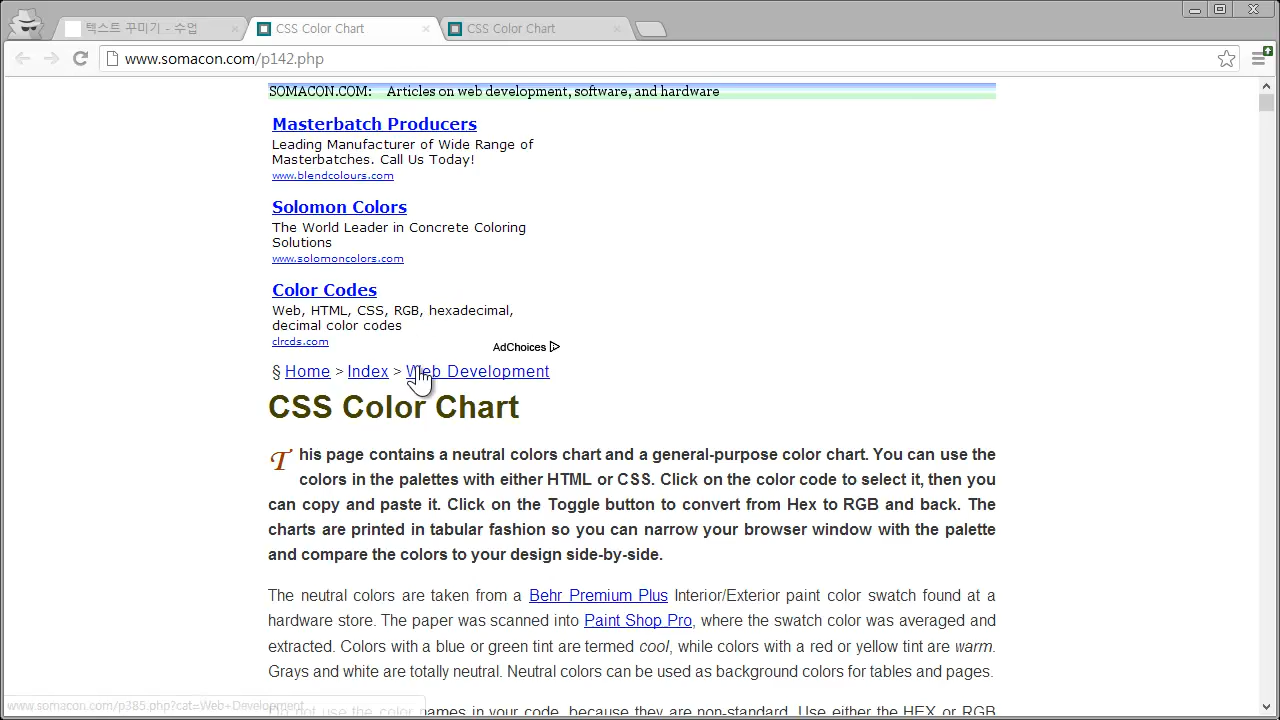 텍스트 꾸미기 - 수업
CSS Color Chart
CSS Color Chart
www.somacon.com/p142.php
SOMACON.COM: Articles on web development, software, and hardware
Masterbatch Producers
Leading Manufacturer of Wide Range of
Masterbatches. Call Us Today!
www.blendcolours.com
Solomon Colors
The World Leader in Concrete Coloring
Solutions
www.solomoncolors.com
Color Codes
Web, HTML, CSS, RGB, hexadecimal,
decimal color codes
clrcds.com
AdChoices
§ Home > Index > Web Development
CSS Color Chart
This page contains a neutral colors chart and a general-purpose color chart. You can use the
colors in the palettes with either HTML or CSS. Click on the color code to select it, then you
can copy and paste it. Click on the Toggle button to convert from Hex to RGB and back. The
charts are printed in tabular fashion so you can narrow your browser window with the palette
and compare the colors to your design side-by-side.
The neutral colors are taken from a Behr Premium Plus Interior/Exterior paint color swatch found at a
hardware store. The paper was scanned into Paint Shop Pro, where the swatch color was averaged and
extracted. Colors with a blue or green tint are termed cool, while colors with a red or yellow tint are warm.
Grays and white are totally neutral. Neutral colors can be used as background colors for tables and pages.
Do not use the color names in your code, because they are non-standard. Use either the HEX or RGB
www.somacon.com/p385.php?cat=Web+Development